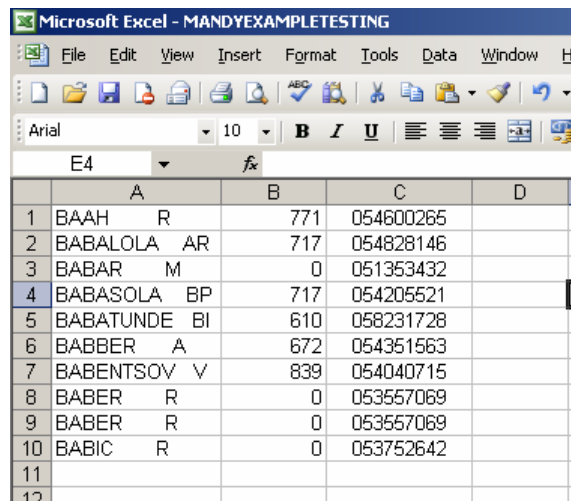 Microsoft Excel - MANDYEXAMPLETESTING
File Edit View Insert Format Tools Data Window H
ABC
Arial 10 B I U a
E4 fx
A B C D
1 BAAH R 771 054600265
2 BABALOLA AR 717 054828146
3 BABAR M 0 051353432
4 BABASOLA BP 717 054205521
5 BABATUNDE BI 610 058231728
6 BABBER A 672 054351563
7 BABENTSOV V 839 054040715
8 BABER R 0 053557069
9 BABER R 0 053557069
10 BABIC R 0 053752642
11
12